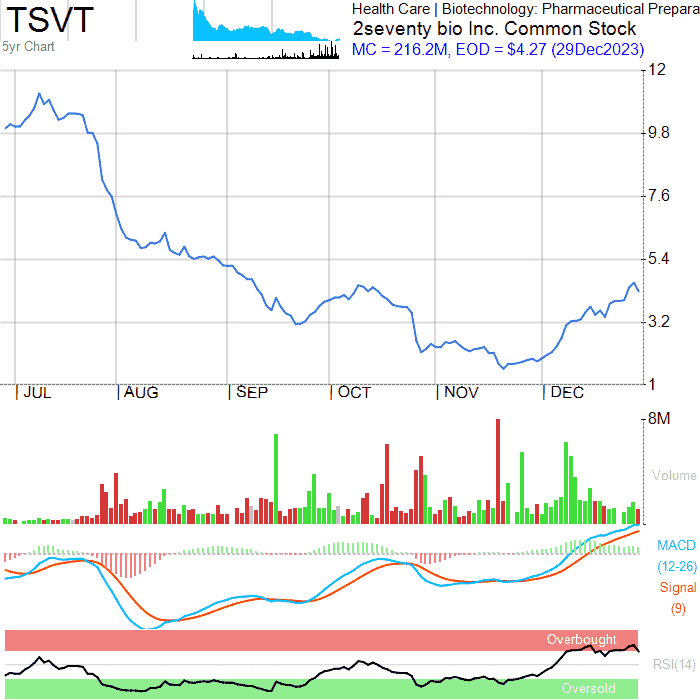 TSVT
5yr Chart
Health Care | Biotechnology: Pharmaceutical Prepara
2seventy bio Inc. Common Stock
MC = 216.2M, EOD = $4.27 (29Dec2023)
12
9.8
7.6
5.4
3.2
1
JUL AUG SEP OCT NOV DEC
8M
Volume
MACD
(12-26)
Signal
(9)
Overbought
RSI(14)
Oversold